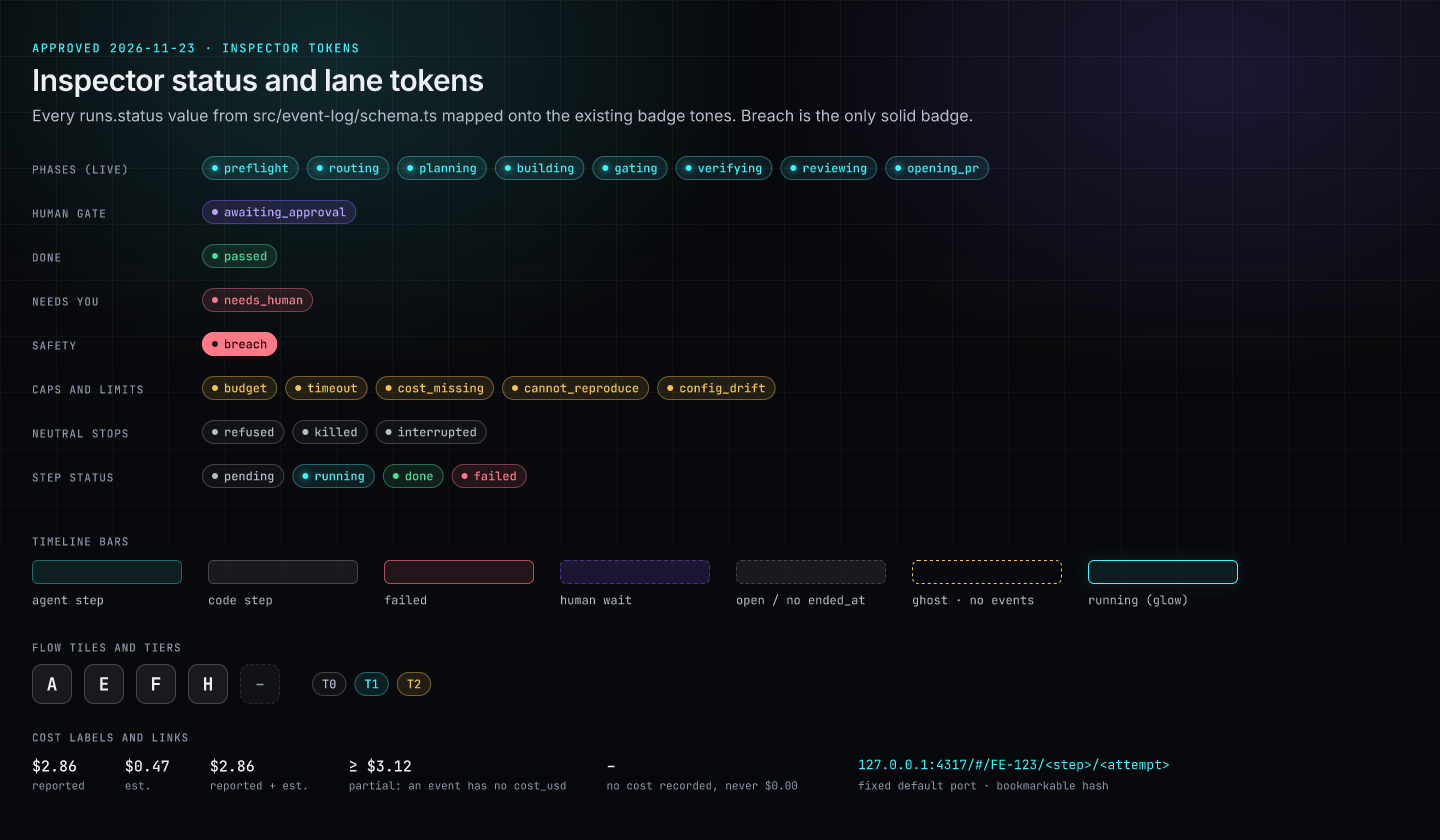 APPROVED 2026-11-23 · INSPECTOR TOKENS
Inspector status and lane tokens
Every runs.status value from src/event-log/schema.ts mapped onto the existing badge tones. Breach is the only solid badge.
PHASES (LIVE) preflight routing planning building gating verifying reviewing opening_pr
HUMAN GATE awaiting_approval
DONE passed
NEEDS YOU needs_human
SAFETY breach
CAPS AND LIMITS budget timeout cost_missing cannot_reproduce config_drift
NEUTRAL STOPS refused killed interrupted
STEP STATUS pending running done failed
TIMELINE BARS
agent step code step failed human wait open / no ended_at ghost · no events running (glow)
FLOW TILES AND TIERS
A E F H – T0 T1 T2
COST LABELS AND LINKS
$2.86 $0.47 $2.86 ≥ $3.12 – 127.0.0.1:4317/#/FE-123/<step>/<attempt>
reported est. reported + est. partial: an event has no cost_usd no cost recorded, never $0.00 fixed default port · bookmarkable hash